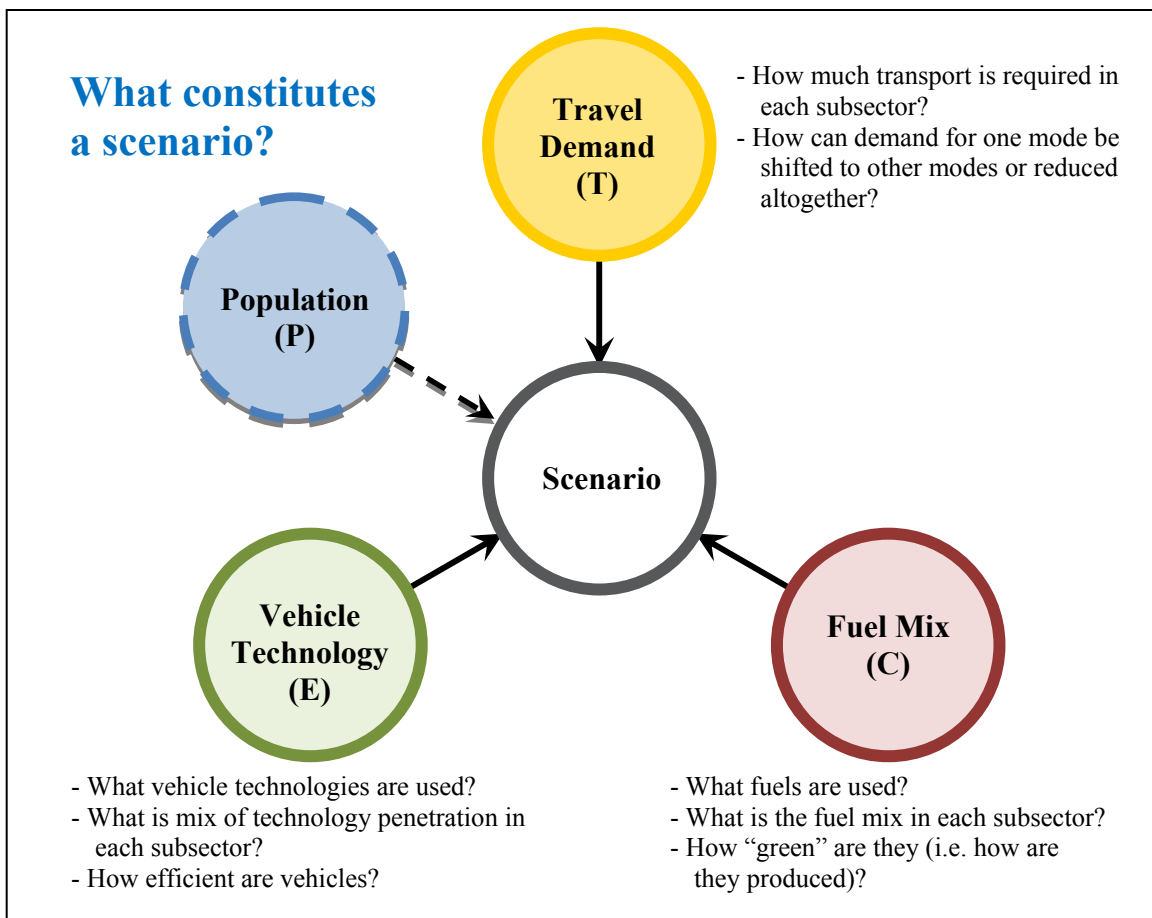 What constitutes
a scenario?
Travel
Demand
(T)
- How much transport is required in
each subsector?
- How can demand for one mode be
shifted to other modes or reduced
altogether?
Population
(P)
Scenario
Vehicle
Technology
(E)
Fuel Mix
(C)
- What vehicle technologies are used?
- What is mix of technology penetration in
each subsector?
- How efficient are vehicles?
- What fuels are used?
- What is the fuel mix in each subsector?
- How “green” are they (i.e. how are
they produced)?